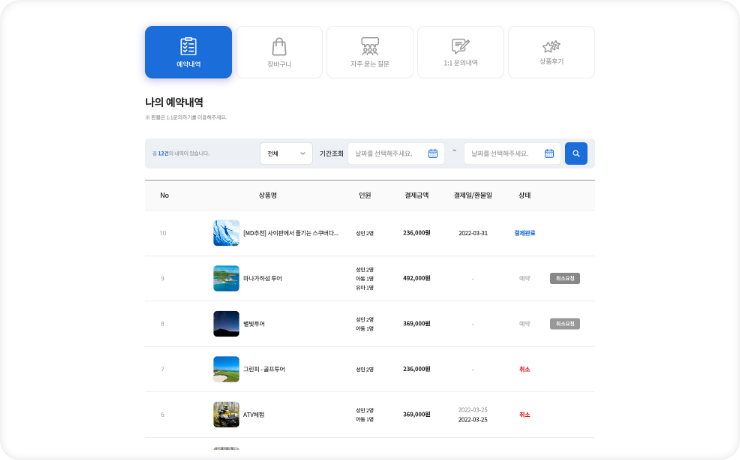 예약내역
장바구니
자주 묻는 질문
1:1 문의내역
상품후기
나의 예약내역
※ 환불은 1:1문의하기를 이용해주세요.
총 12건의 내역이 있습니다.
전체
기간조회
날짜를 선택해주세요.
~
날짜를 선택해주세요.
No
상품명
인원
결제금액
결제일/환불일
상태
10
[MD추천] 사이판에서 즐기는 스쿠버다...
성인 2명
236,000원
2022-03-31
결제완료
9
마나가하섬 투어
성인 2명
아동 1명
유아 1명
492,000원
-
예약
취소요청
8
별빛투어
성인 2명
아동 1명
369,000원
-
예약
취소요청
7
그린피 - 골프투어
성인 2명
236,000원
-
취소
6
ATV체험
성인 2명
아동 1명
369,000원
2022-03-25
2022-03-25
취소